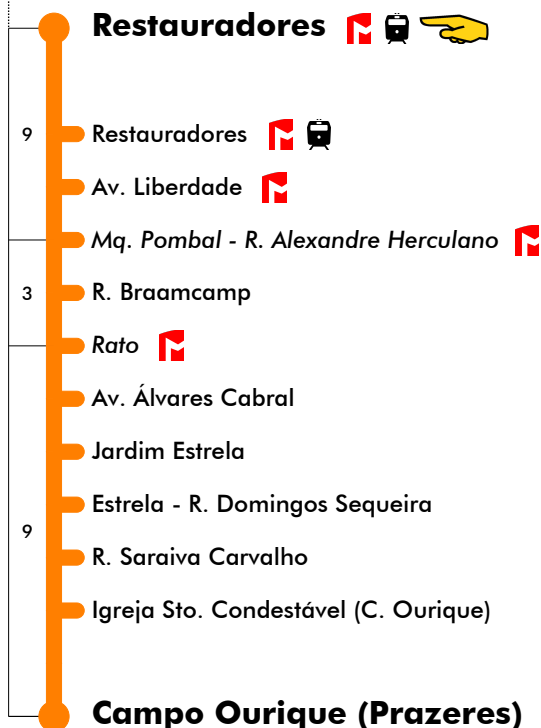 Restauradores
9
Restauradores
Av. Liberdade
Mq. Pombal - R. Alexandre Herculano
3
R. Braamcamp
Rato
Av. Álvares Cabral
Jardim Estrela
Estrela - R. Domingos Sequeira
9
R. Saraiva Carvalho
Igreja Sto. Condestável (C. Ourique)
Campo Ourique (Prazeres)